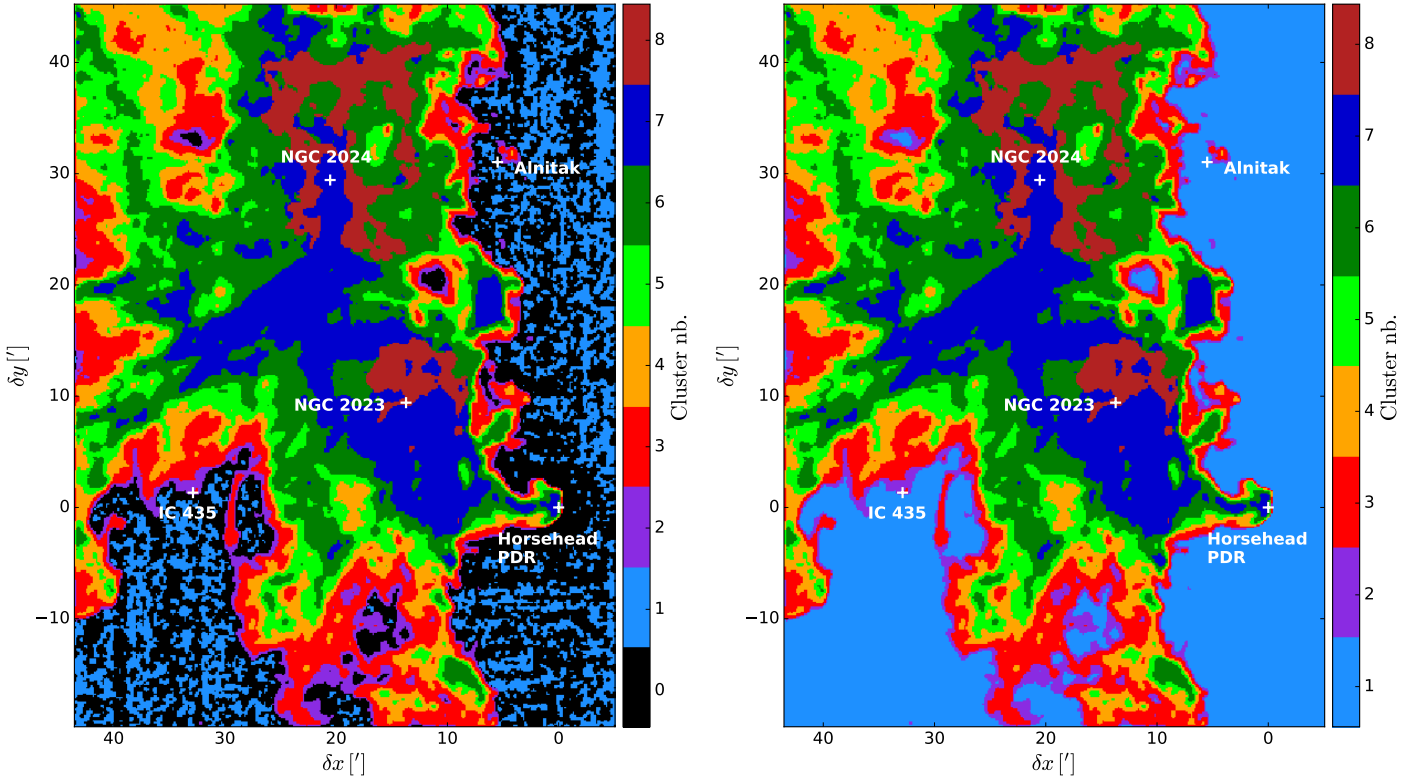 40
30
20
10
0
−10
δy [′]
40
30
20
10
0
δx [′]
NGC 2024
Alnitak
NGC 2023
IC 435
Horsehead
PDR
8
7
6
5
4
3
2
1
0
Cluster nb.
40
30
20
10
0
−10
δy [′]
40
30
20
10
0
δx [′]
NGC 2024
Alnitak
NGC 2023
IC 435
Horsehead
PDR
8
7
6
5
4
3
2
1
Cluster nb.